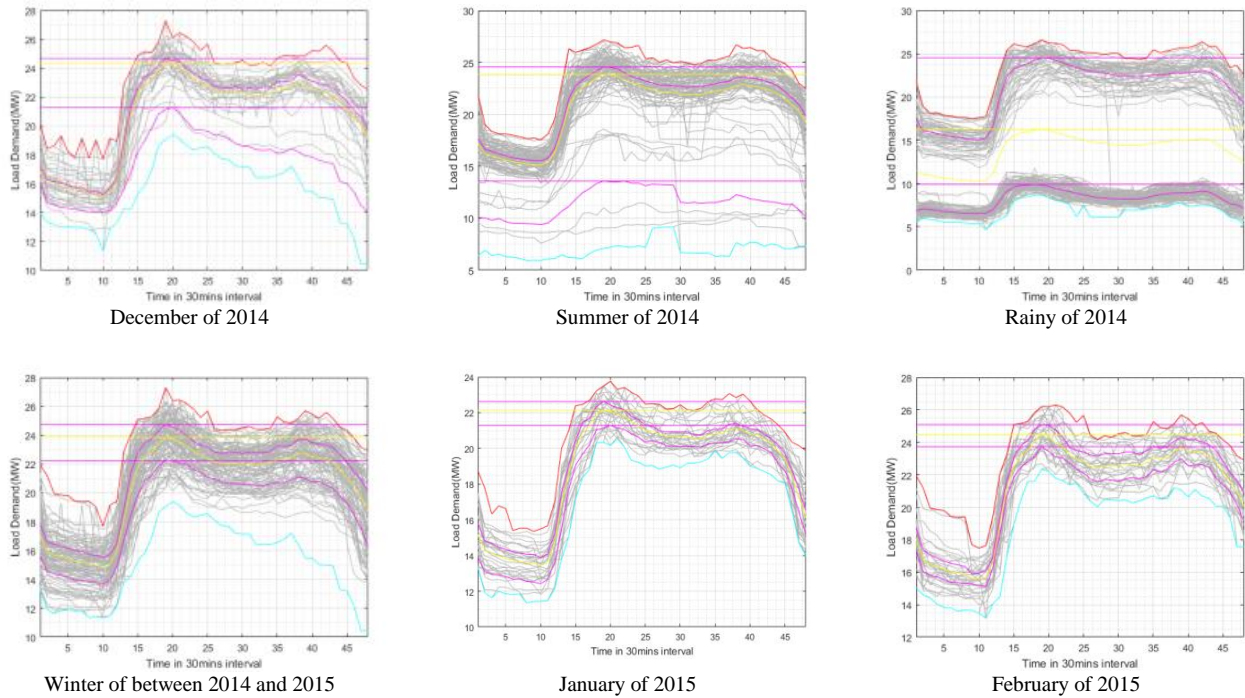 28
26
24
22
20
18
16
14
12
10
Load Demand(MW)
5 10 15 20 25 30 35 40 45
Time in 30mins interval
December of 2014
30
25
20
15
10
5
Load Demand(MW)
5 10 15 20 25 30 35 40 45
Time in 30mins interval
Summer of 2014
30
25
20
15
10
5
0
Load Demand(MW)
5 10 15 20 25 30 35 40 45
Time in 30mins interval
Rainy of 2014
28
26
24
22
20
18
16
14
12
10
Load Demand(MW)
5 10 15 20 25 30 35 40 45
Time in 30mins interval
Winter of between 2014 and 2015
24
22
20
18
16
14
12
10
Load Demand(MW)
5 10 15 20 25 30 35 40 45
Time in 30mins interval
January of 2015
28
26
24
22
20
18
16
14
12
Load Demand(MW)
5 10 15 20 25 30 35 40 45
Time in 30mins interval
February of 2015